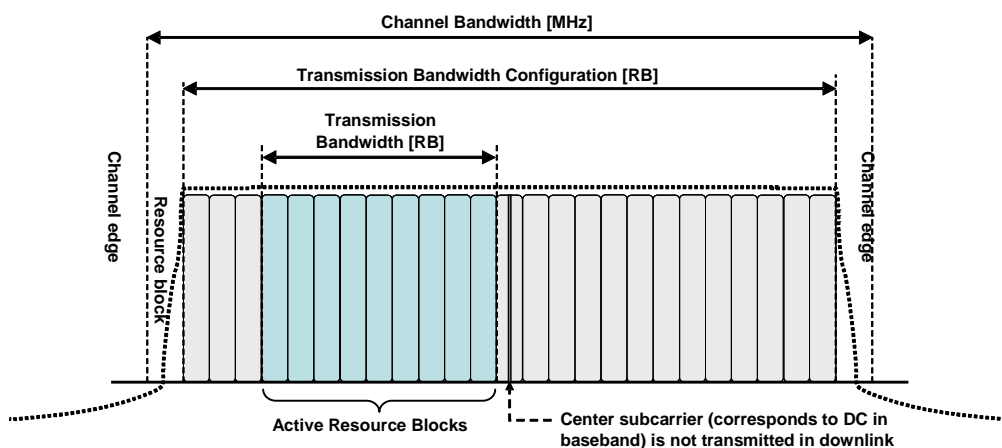 Channel Bandwidth [MHz]
Transmission Bandwidth Configuration [RB]
Transmission
Bandwidth [RB]
Channel edge
Resource block
Channel edge
Active Resource Blocks
Center subcarrier (corresponds to DC in
baseband) is not transmitted in downlink